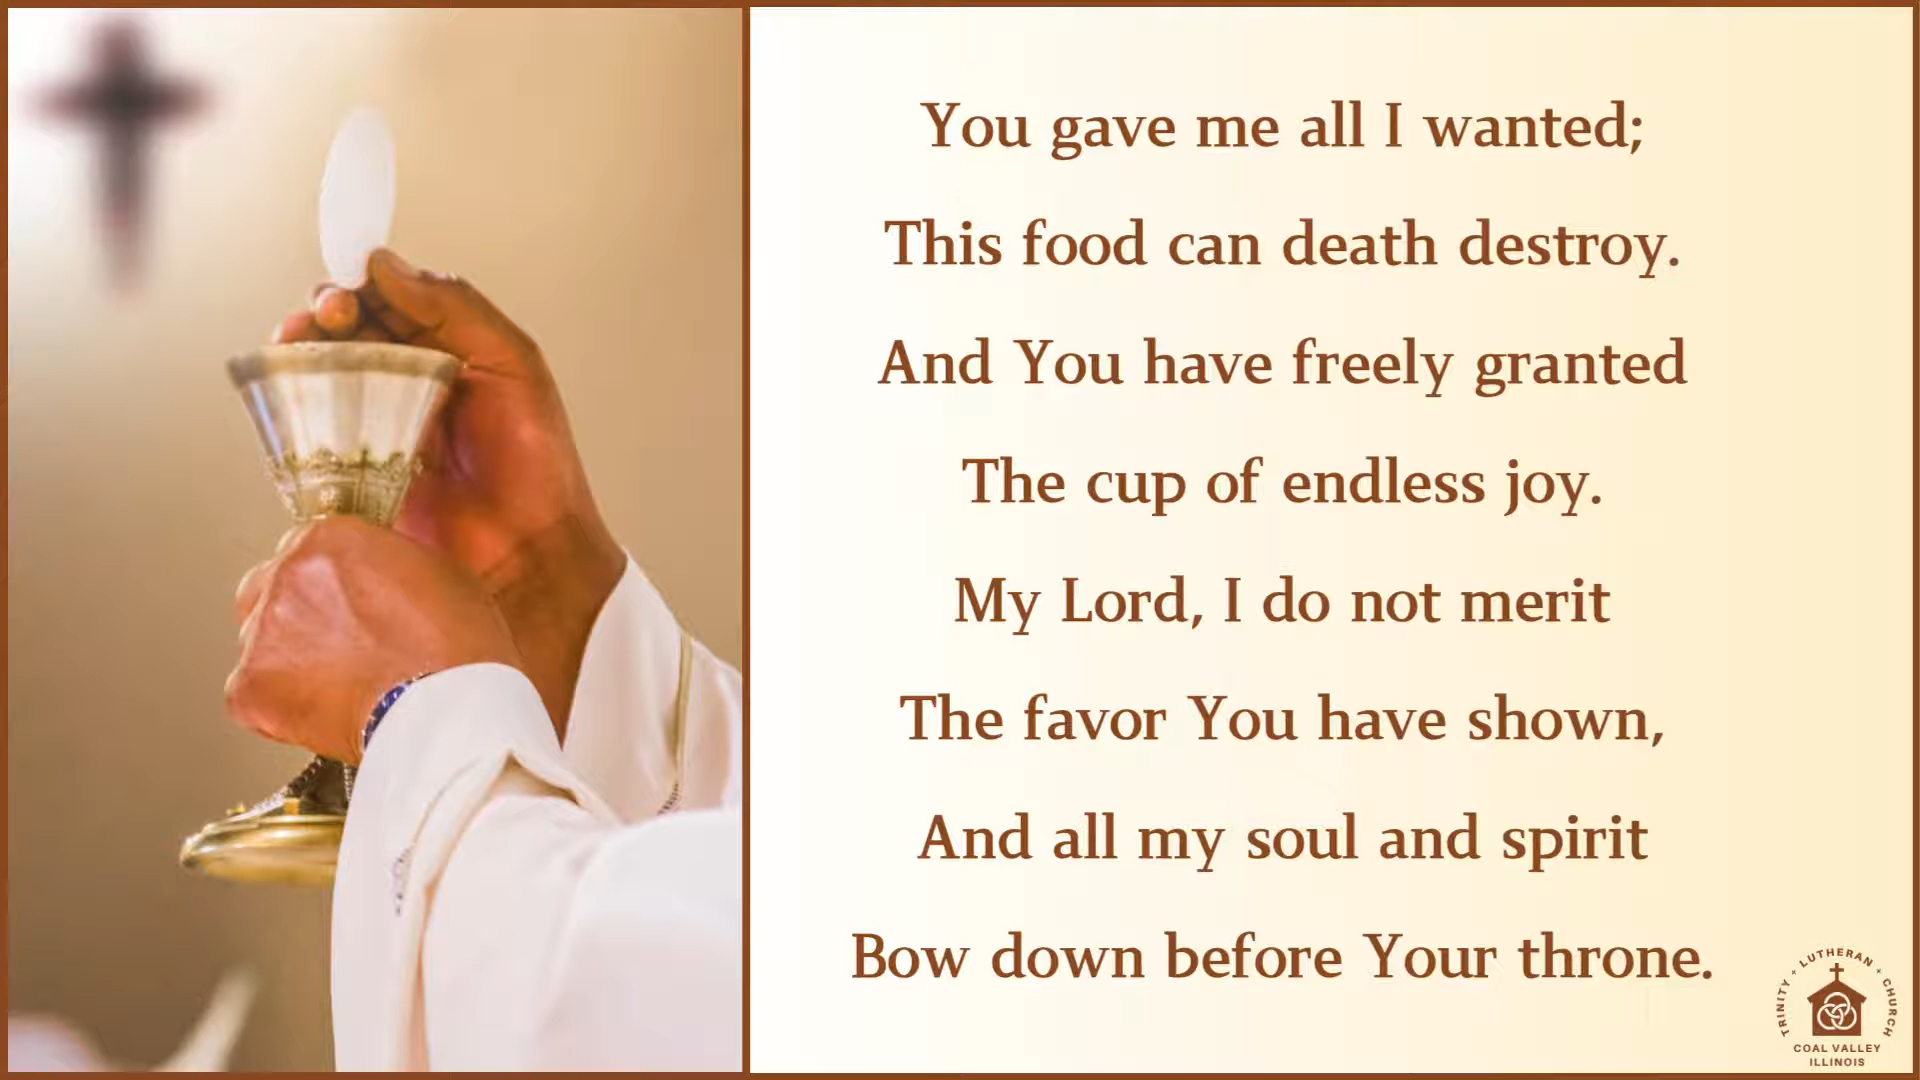 You gave me all I wanted;
This food can death destroy.
And You have freely granted
The cup of endless joy.
My Lord, I do not merit
The favor You have shown,
And all my soul and spirit
Bow down before Your throne.
TRINITY + LUTHERAN + CHURCH
COAL VALLEY
ILLINOIS